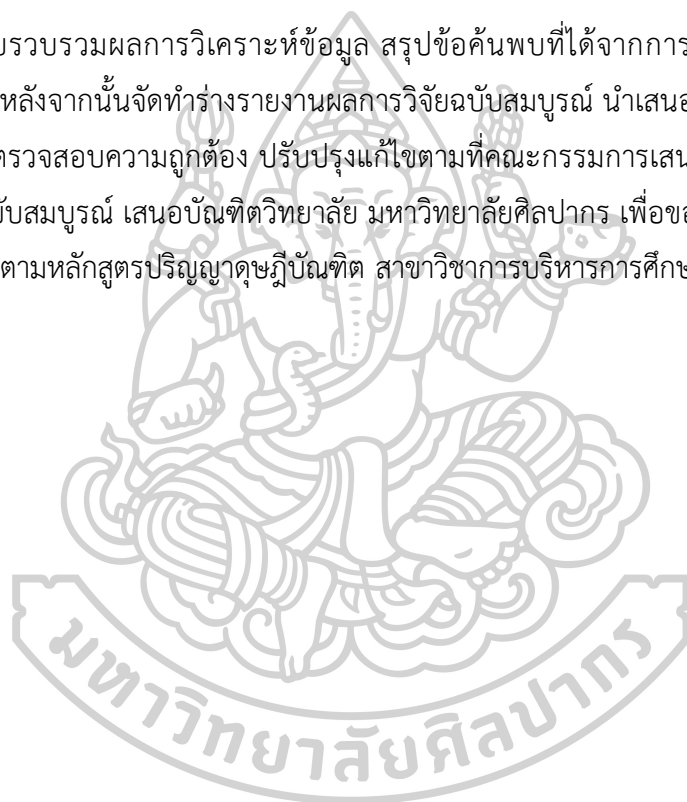 บรวบรวมผลการวิเคราะห์ข้อมูล สรุปข้อค้นพบที่ได้จากการ
หลังจากนั้นจัดทำร่างรายงานผลการวิจัยฉบับสมบูรณ์ นำเสนอ
ตรวจสอบความถูกต้อง ปรับปรุงแก้ไขตามที่คณะกรรมการเสน
ับสมบูรณ์ เสนอบัณฑิตวิทยาลัย มหาวิทยาลัยศิลปากร เพื่อขอ
ตามหลักสูตรปริญญาดุษฎีบัณฑิต สาขาวิชาการบริหารการศึกษ
มหาวิทยาลัยศิลปากร